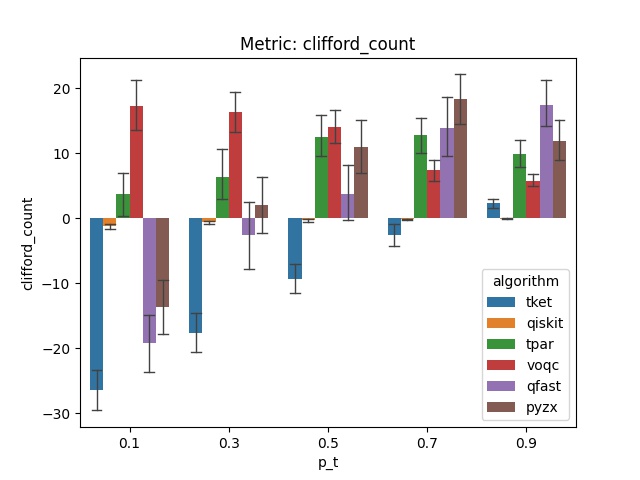 Metric: clifford_count
clifford_count
20
10
0
−10
−20
−30
0.1 0.3 0.5 0.7 0.9
p_t
algorithm
tket
qiskit
tpar
voqc
qfast
pyzx